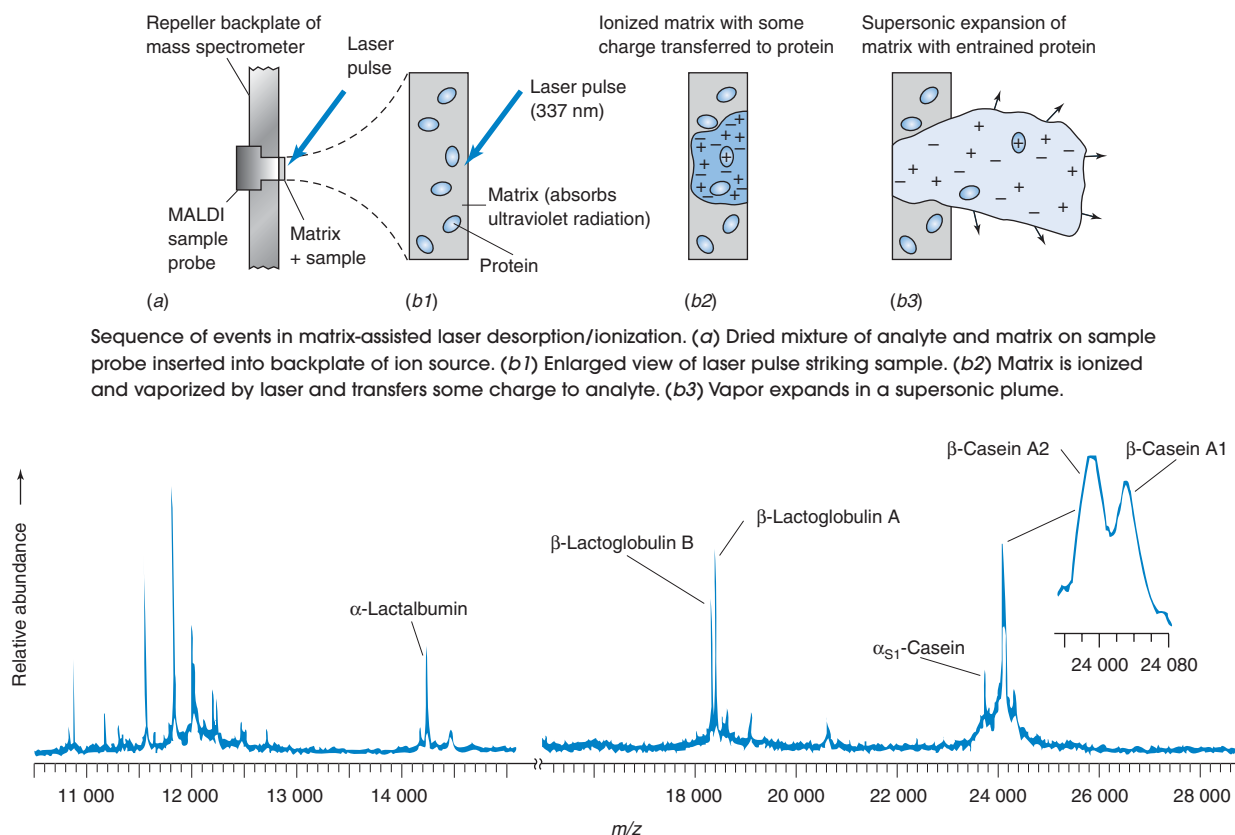 Repeller backplate of
mass spectrometer
Laser
pulse
MALDI
sample
probe
Matrix
+ sample
(a)
Laser pulse
(337 nm)
Matrix (absorbs
ultraviolet radiation)
Protein
(b1)
Ionized matrix with some
charge transferred to protein
(b2)
Supersonic expansion of
matrix with entrained protein
(b3)
Sequence of events in matrix-assisted laser desorption/ionization. (a) Dried mixture of analyte and matrix on sample
probe inserted into backplate of ion source. (b1) Enlarged view of laser pulse striking sample. (b2) Matrix is ionized
and vaporized by laser and transfers some charge to analyte. (b3) Vapor expands in a supersonic plume.
Relative abundance
α-Lactalbumin
β-Lactoglobulin B
β-Lactoglobulin A
αS1-Casein
β-Casein A2
β-Casein A1
24 000 24 080
11 000 12 000 13 000 14 000 18 000 20 000 22 000 24 000 26 000 28 000
m/z